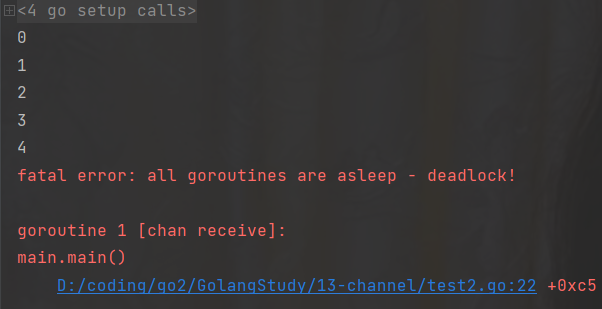 <4 go setup calls>
0
1
2
3
4
fatal error: all goroutines are asleep - deadlock!
goroutine 1 [chan receive]:
main.main()
D:/coding/go2/GolangStudy/13-channel/test2.go:22 +0xc5